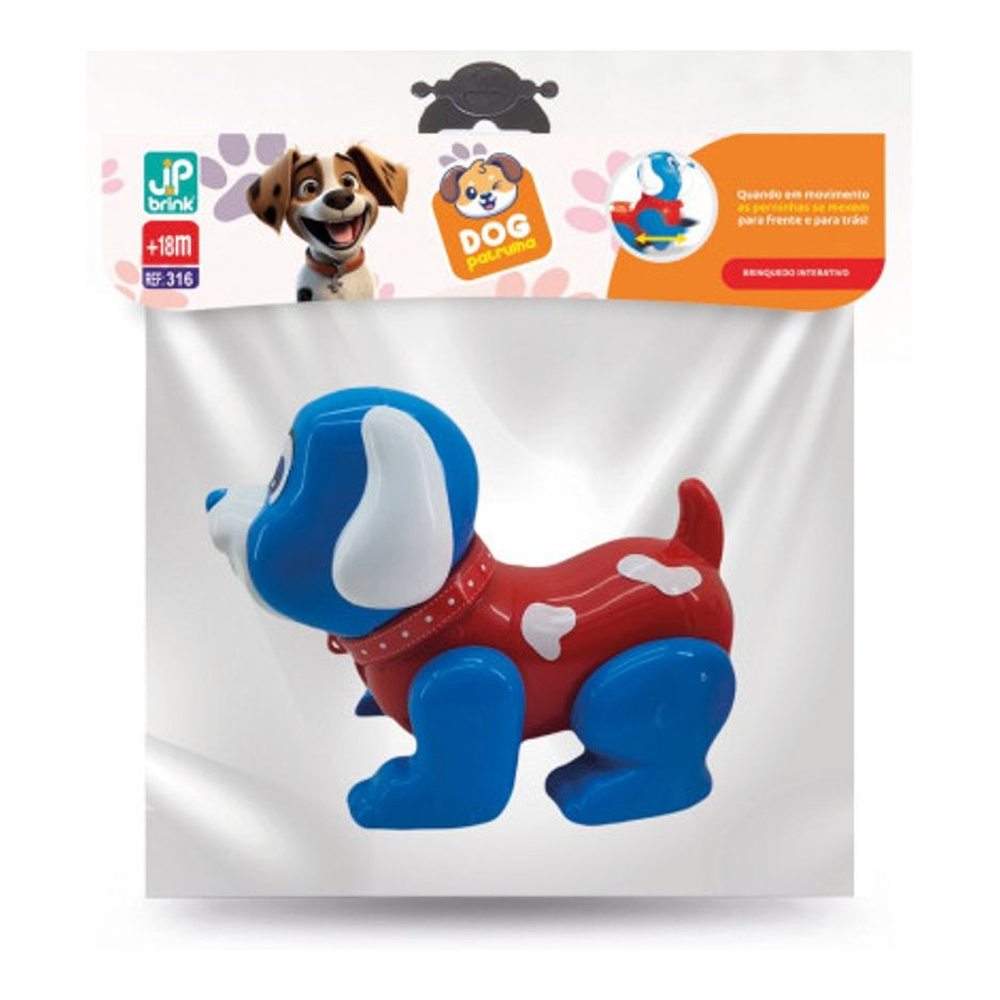 JP
brink
+18m
REF: 316
DOG
patrulha
Quando em movimento
as perninhas se movem
para frente e para trás!
BRINQUEDO INTERATIVO